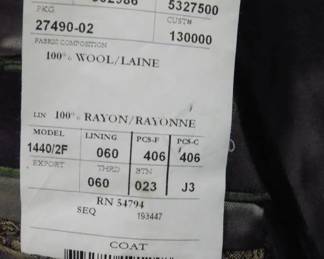 5327500
PKG CUST#
27490-02 130000
FABRIC COMPOSITION
100% WOOL/LAINE
LIN 100% RAYON/RAYONNE
MODEL LINING PCS-F PCS-C
1440/2F 060 406 406
EXPORT THRD BTN
060 023 J3
RN 54794
SEQ 193447
COAT